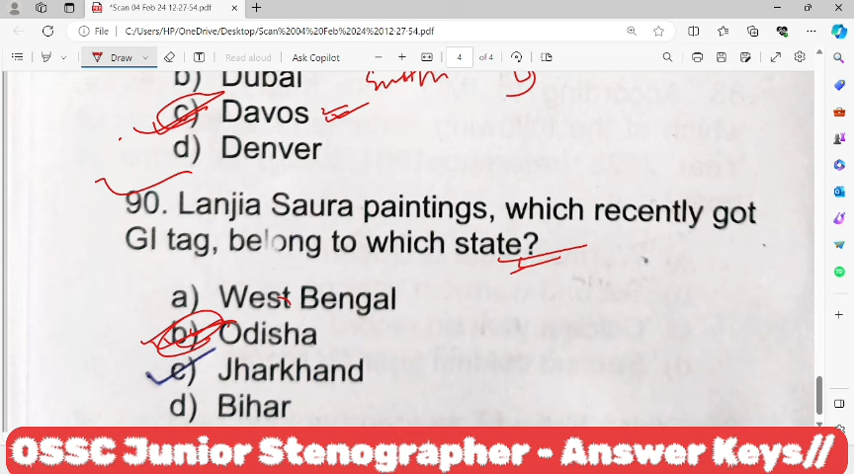 *Scan 04 Feb 24 12-27-54.pdf
File C:/Users/HP/OneDrive/Desktop/Scan%2004%20Feb%2024%2012-27-54.pdf
Draw Read aloud Ask Copilot 4 of 4
b) Dubai
c) Davos
d) Denver
90. Lanjia Saura paintings, which recently got
GI tag, belong to which state?
a) West Bengal
b) Odisha
c) Jharkhand
d) Bihar
OSSC Junior Stenographer - Answer Keys//